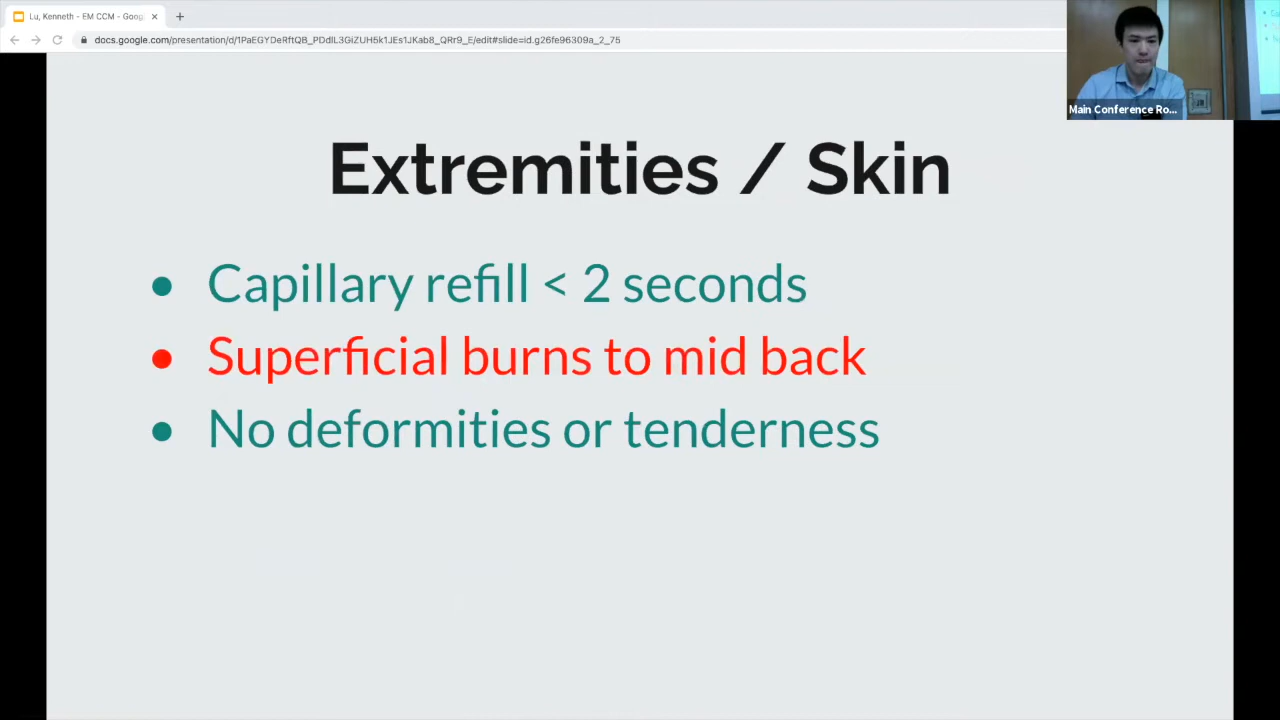 Lu, Kenneth - EM CCM - Goog
docs.google.com/presentation/d/1PaEGYDeRftQB_PDdlL3GiZUH5k1JEs1JKab8_QRr9_E/edit#slide=id.g26fe96309a_2_75
Main Conference Ro...
Extremities / Skin
● Capillary refill < 2 seconds
● Superficial burns to mid back
● No deformities or tenderness